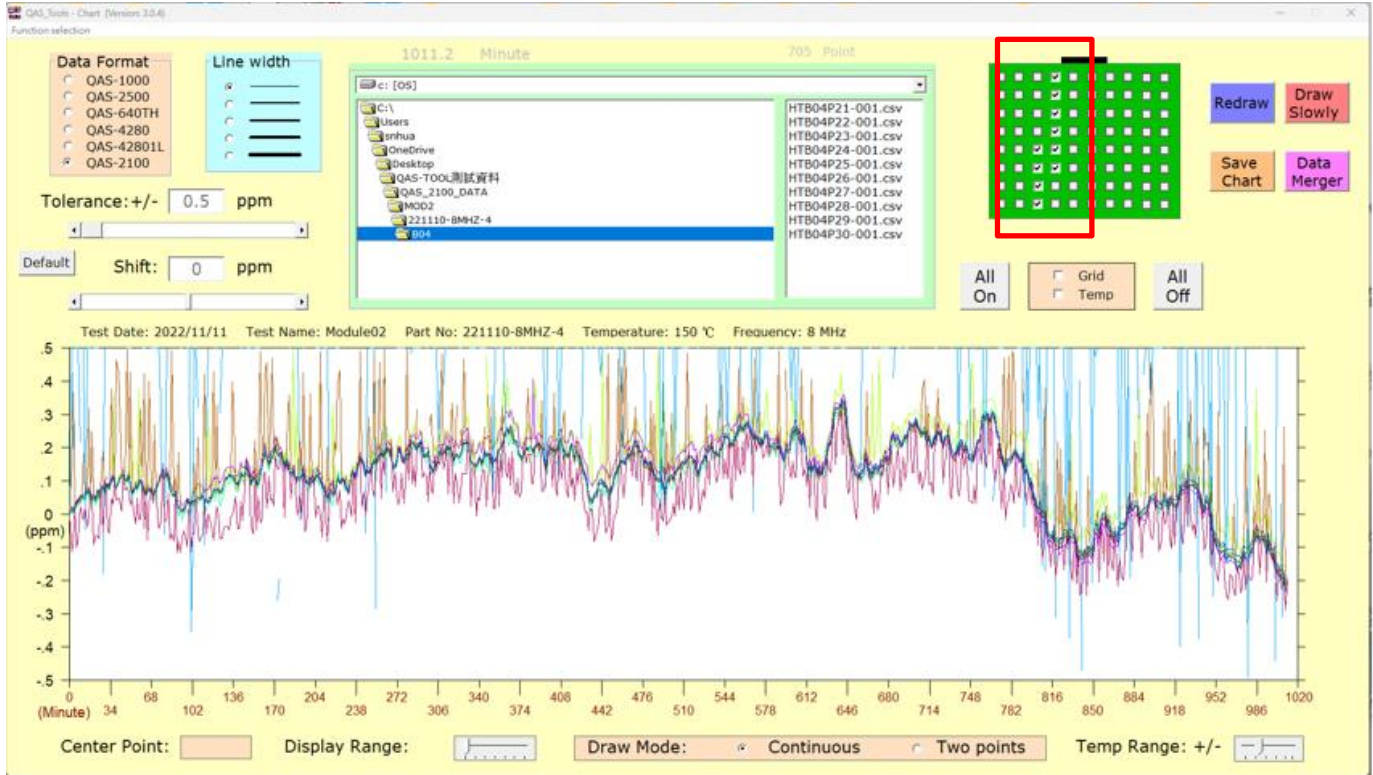 QAS_Tools - Chart (Version: 3.0.4)
Function selection
Data Format
QAS-1000
QAS-2500
QAS-640TH
QAS-4280
QAS-42801L
QAS-2100
Line width
1011.2 Minute
705 Point
c: [OS]
C:\
Users
snhua
OneDrive
Desktop
QAS-TOOL測試資料
QAS_2100_DATA
MOD2
221110-8MHZ-4
B04
HTB04P21-001.csv
HTB04P22-001.csv
HTB04P23-001.csv
HTB04P24-001.csv
HTB04P25-001.csv
HTB04P26-001.csv
HTB04P27-001.csv
HTB04P28-001.csv
HTB04P29-001.csv
HTB04P30-001.csv
Redraw
Draw Slowly
Save Chart
Data Merger
Tolerance:+/- 0.5 ppm
Default
Shift: 0 ppm
All On
Grid
Temp
All Off
Test Date: 2022/11/11 Test Name: Module02 Part No: 221110-8MHZ-4 Temperature: 150 ℃ Frequency: 8 MHz
.5
.4
.3
.2
.1
0
(ppm)
-.1
-.2
-.3
-.4
-.5
0 68 136 204 272 340 408 476 544 612 680 748 816 884 952 1020
(Minute) 34 102 170 238 306 374 442 510 578 646 714 782 850 918 986
Center Point:
Display Range:
Draw Mode: Continuous Two points
Temp Range: +/-